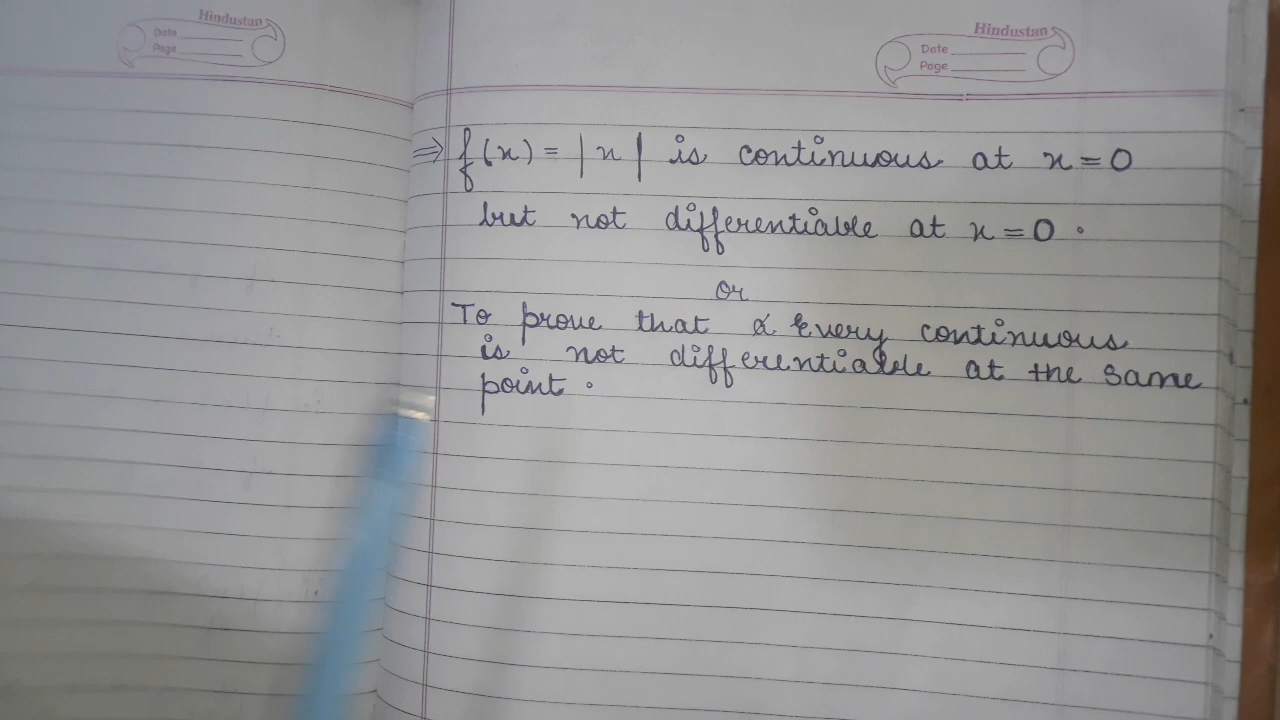 Hindustan
Date
Page
Hindustan
Date
Page
⇒ f(x) = |x| is continuous at x = 0
but not differentiable at x = 0 .
Or
To prove that every continuous
is not differentiable at the same
point .